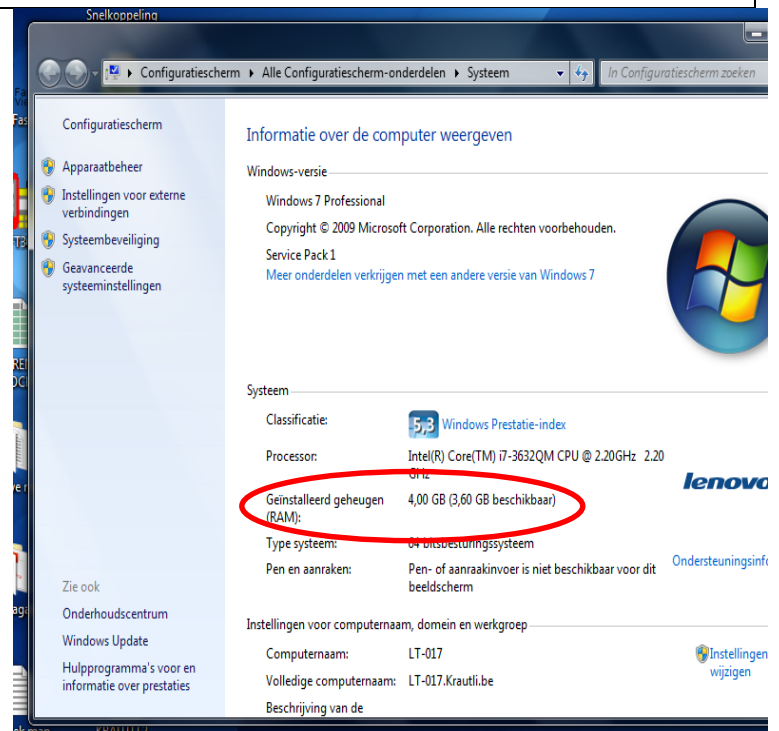 Snelkoppeling
Configuratiescherm ▸ Alle Configuratiescherm-onderdelen ▸ Systeem
In Configuratiescherm zoeken
Configuratiescherm
Apparaatbeheer
Instellingen voor externe
verbindingen
Systeembeveiliging
Geavanceerde
systeeminstellingen
Zie ook
Onderhoudscentrum
Windows Update
Hulpprogramma's voor en
informatie over prestaties
Informatie over de computer weergeven
Windows-versie
Windows 7 Professional
Copyright © 2009 Microsoft Corporation. Alle rechten voorbehouden.
Service Pack 1
Meer onderdelen verkrijgen met een andere versie van Windows 7
Systeem
Classificatie: 5,3 Windows Prestatie-index
Processor: Intel(R) Core(TM) i7-3632QM CPU @ 2.20GHz 2.20
GHz
Geïnstalleerd geheugen 4,00 GB (3,60 GB beschikbaar)
(RAM):
Type systeem: 64 bitsbesturingssysteem
Pen en aanraken: Pen- of aanraakinvoer is niet beschikbaar voor dit
beeldscherm
lenovo
Ondersteuningsinfo
Instellingen voor computernaam, domein en werkgroep
Computernaam: LT-017
Volledige computernaam: LT-017.Krautli.be
Beschrijving van de
Instellingen
wijzigen